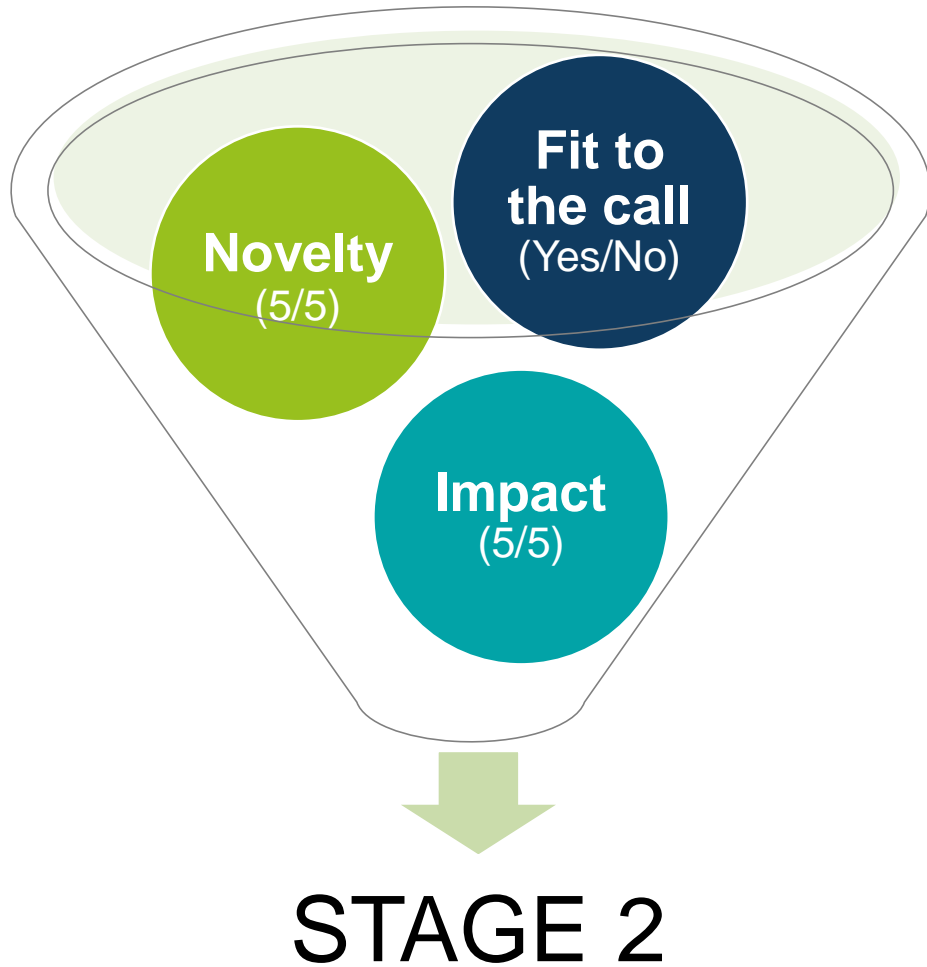 Fit to
the call
(Yes/No)
Novelty
(5/5)
Impact
(5/5)
STAGE 2